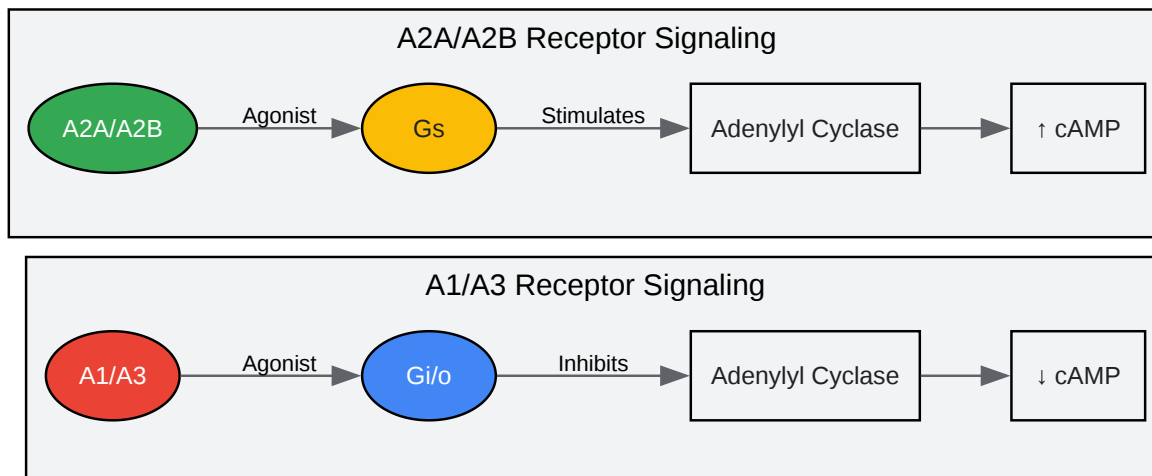 A2A/A2B Receptor Signaling
A2A/A2B
Agonist
Gs
Stimulates
Adenylyl Cyclase
↑ cAMP
A1/A3 Receptor Signaling
A1/A3
Agonist
Gi/o
Inhibits
Adenylyl Cyclase
↓ cAMP